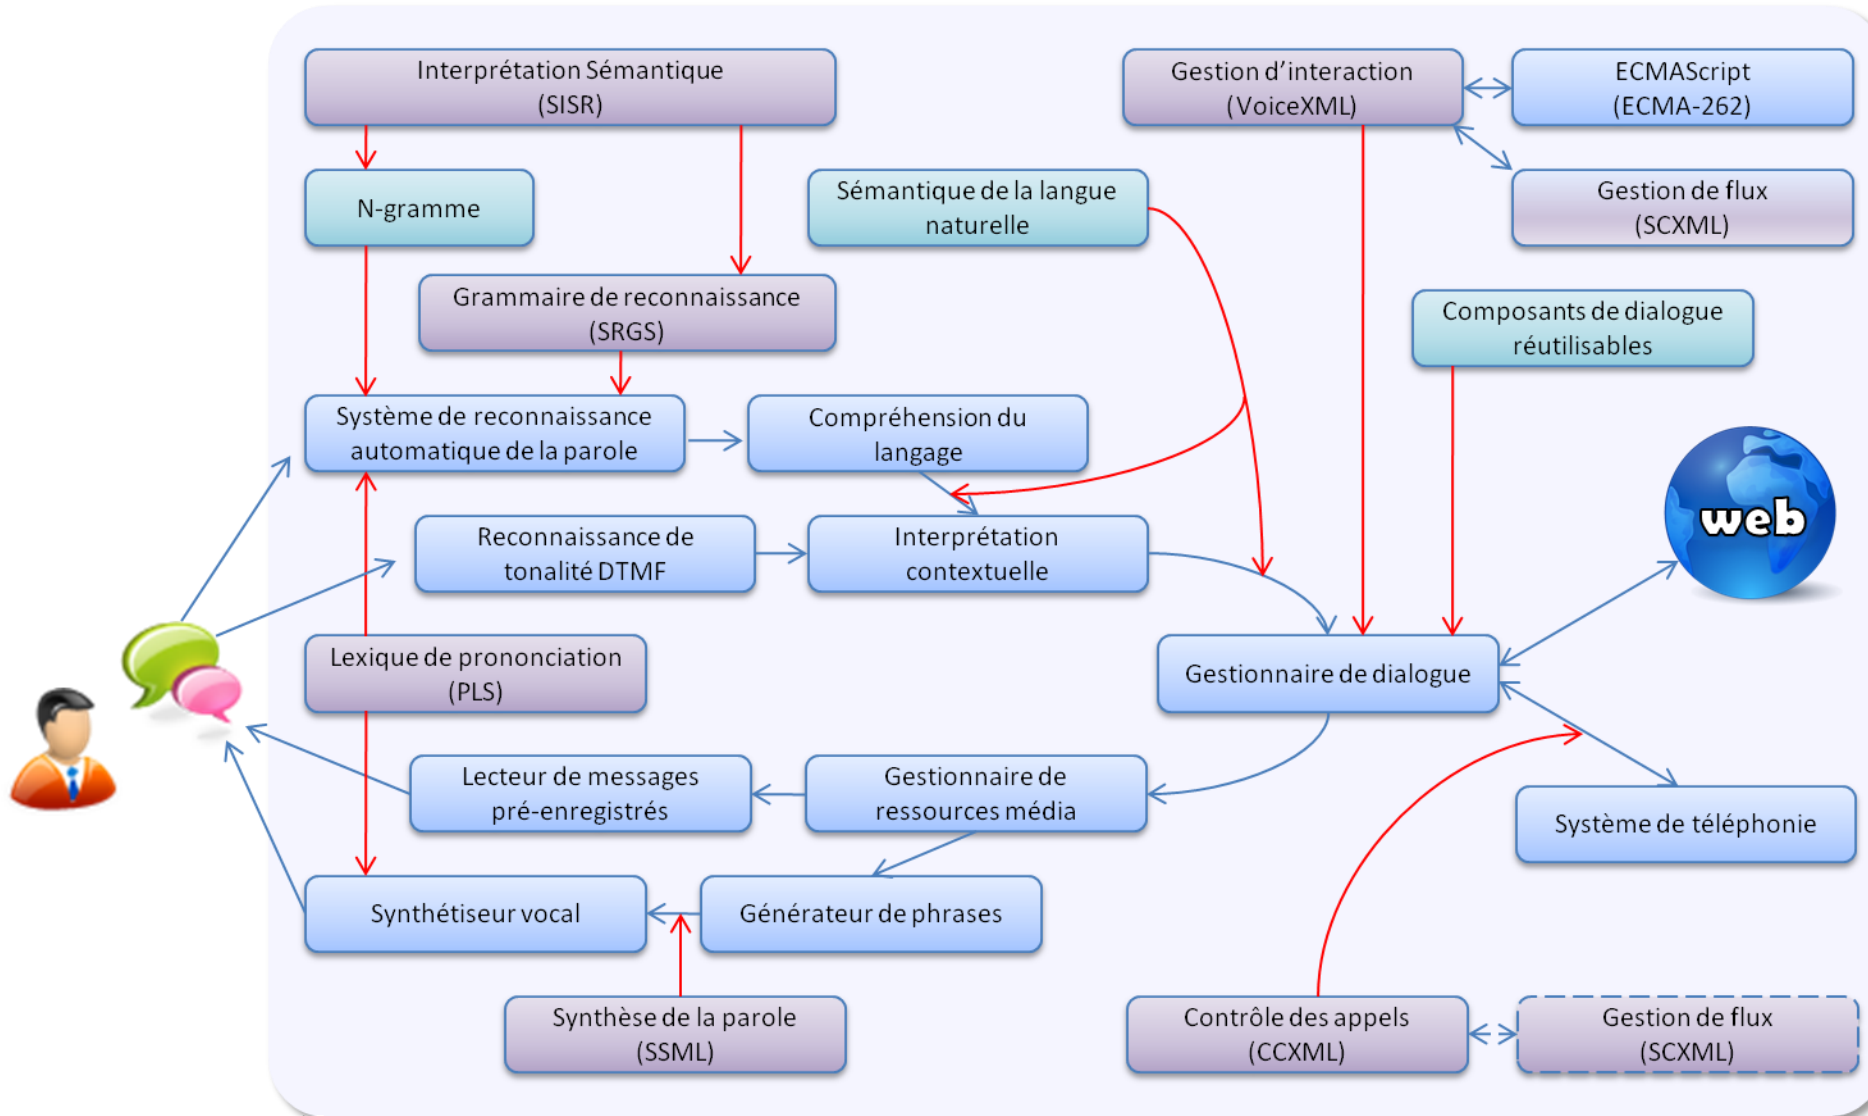 Interprétation Sémantique
(SISR)
Gestion d'interaction
(VoiceXML)
ECMAScript
(ECMA-262)
N-gramme
Sémantique de la langue
naturelle
Gestion de flux
(SCXML)
Grammaire de reconnaissance
(SRGS)
Composants de dialogue
réutilisables
Système de reconnaissance
automatique de la parole
Compréhension du
langage
web
Reconnaissance de
tonalité DTMF
Interprétation
contextuelle
Lexique de prononciation
(PLS)
Gestionnaire de dialogue
Lecteur de messages
pré-enregistrés
Gestionnaire de
ressources média
Système de téléphonie
Synthétiseur vocal
Générateur de phrases
Synthèse de la parole
(SSML)
Contrôle des appels
(CCXML)
Gestion de flux
(SCXML)